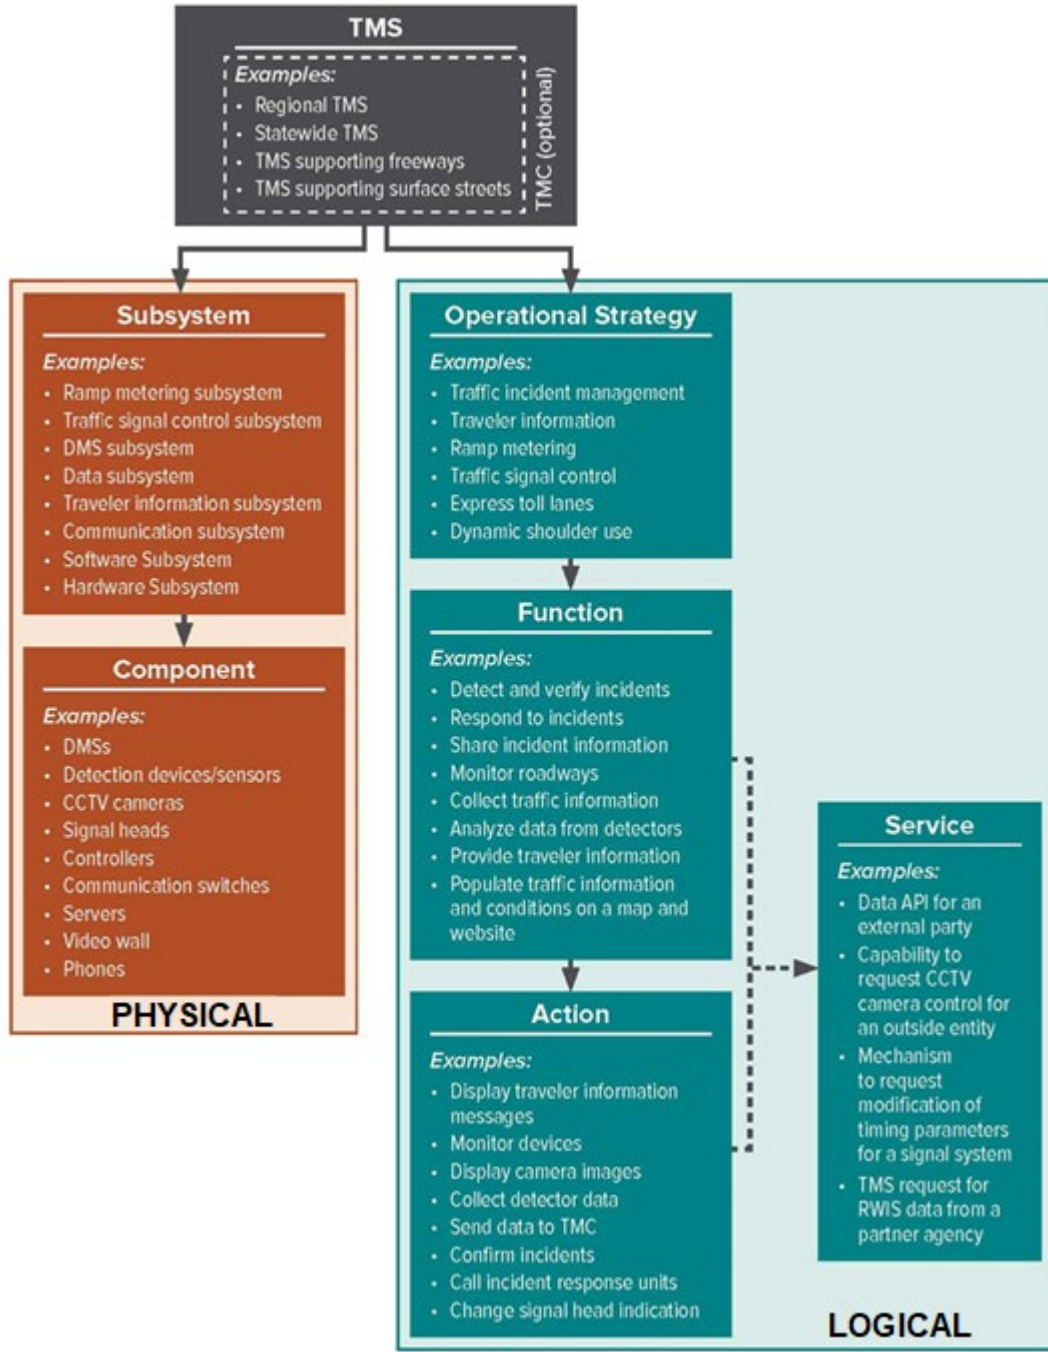 TMS
Examples:
• Regional TMS
• Statewide TMS
• TMS supporting freeways
• TMS supporting surface streets
TMC (optional)
Subsystem
Examples:
• Ramp metering subsystem
• Traffic signal control subsystem
• DMS subsystem
• Data subsystem
• Traveler information subsystem
• Communication subsystem
• Software Subsystem
• Hardware Subsystem
Component
Examples:
• DMSs
• Detection devices/sensors
• CCTV cameras
• Signal heads
• Controllers
• Communication switches
• Servers
• Video wall
• Phones
PHYSICAL
Operational Strategy
Examples:
• Traffic incident management
• Traveler information
• Ramp metering
• Traffic signal control
• Express toll lanes
• Dynamic shoulder use
Function
Examples:
• Detect and verify incidents
• Respond to incidents
• Share incident information
• Monitor roadways
• Collect traffic information
• Analyze data from detectors
• Provide traveler information
• Populate traffic information
and conditions on a map and
website
Action
Examples:
• Display traveler information
messages
• Monitor devices
• Display camera images
• Collect detector data
• Send data to TMC
• Confirm incidents
• Call incident response units
• Change signal head indication
Service
Examples:
• Data API for an
external party
• Capability to
request CCTV
camera control for
an outside entity
• Mechanism
to request
modification of
timing parameters
for a signal system
• TMS request for
RWIS data from a
partner agency
LOGICAL